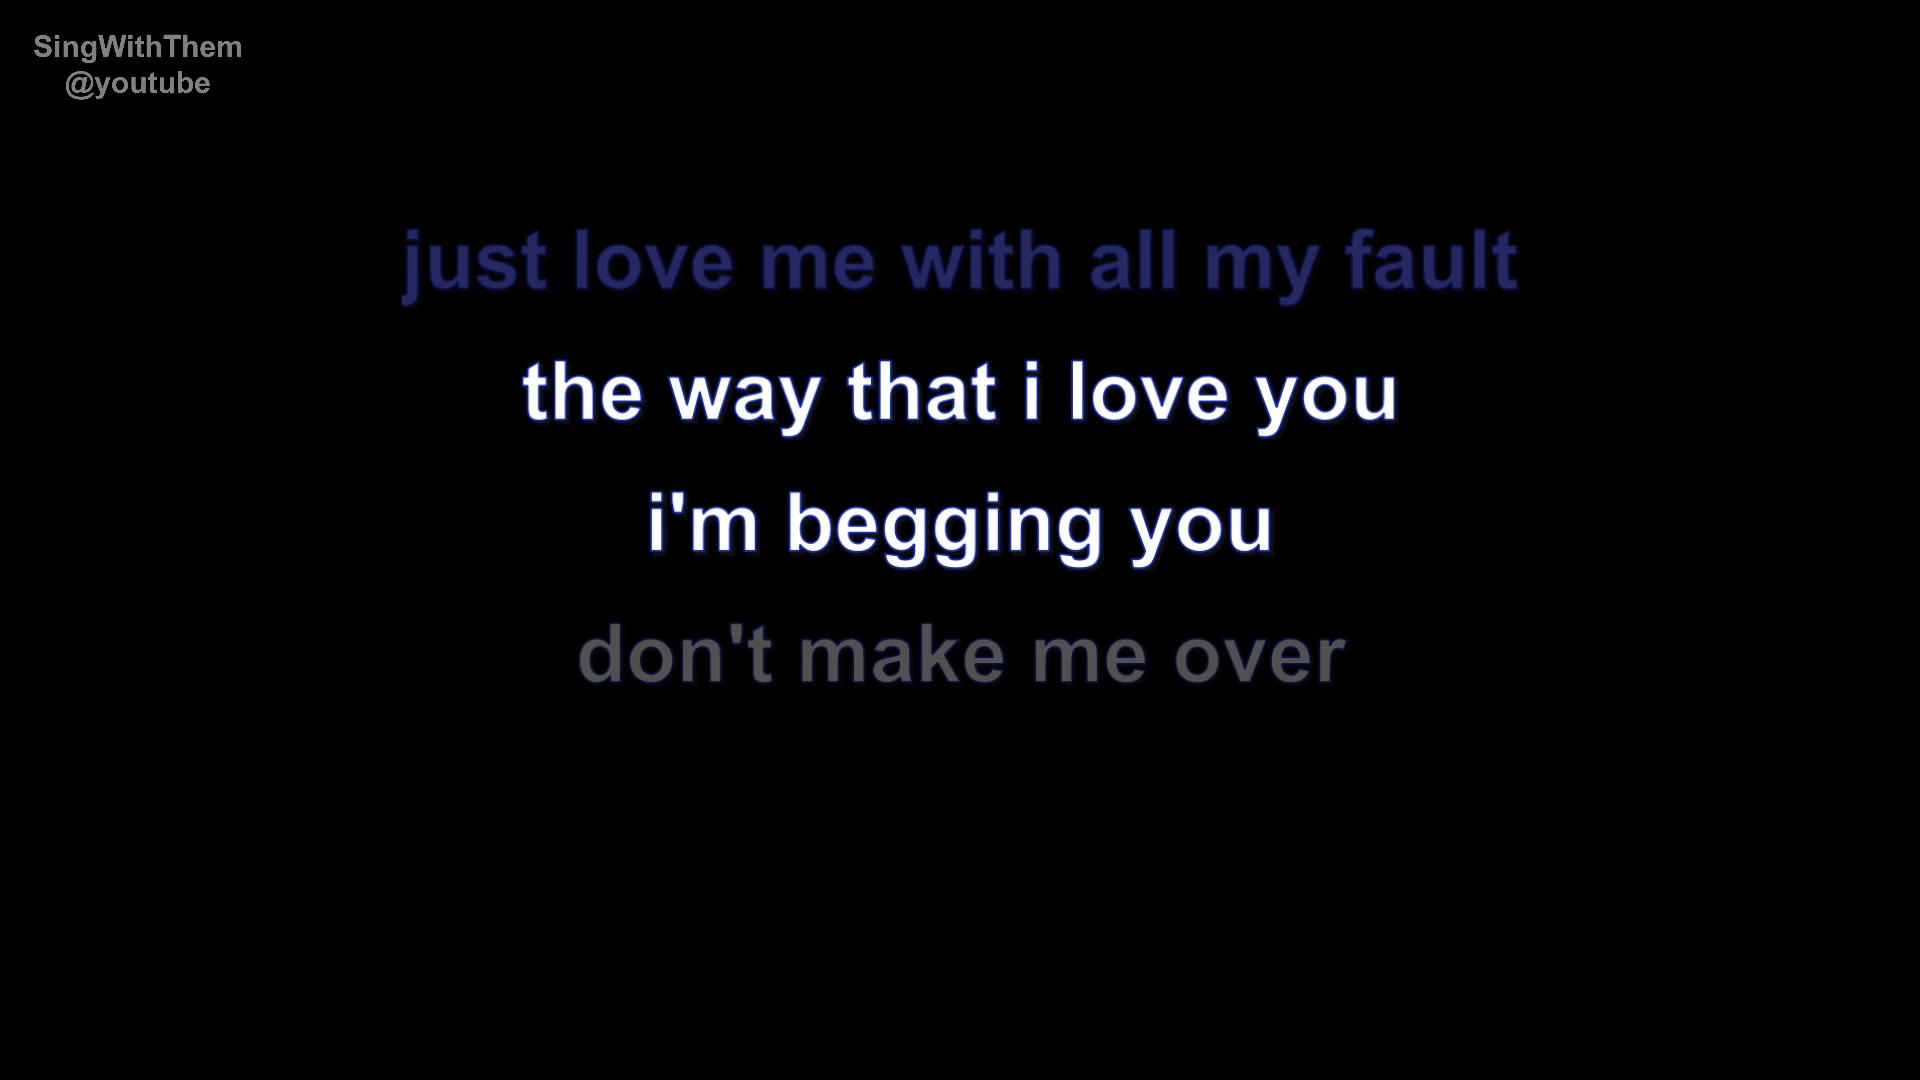 SingWithThem
@youtube
just love me with all my fault
the way that i love you
i'm begging you
don't make me over